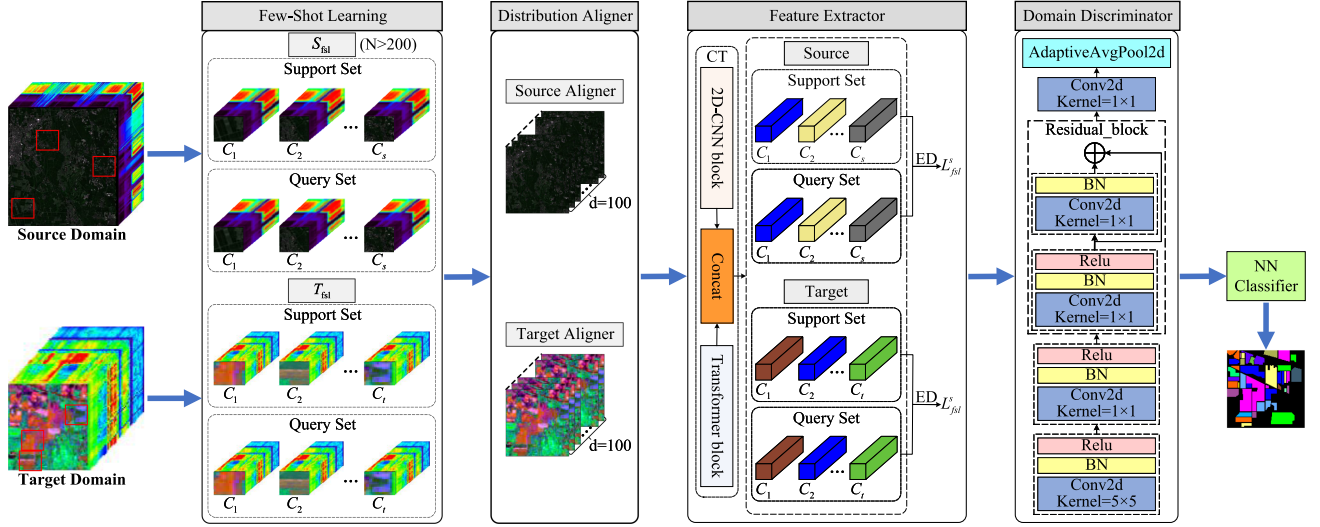 Few-Shot Learning
Distribution Aligner
Feature Extractor
Domain Discriminator
Source Domain
Target Domain
S_fsl (N>200)
Support Set
C_1 C_2 ... C_s
Query Set
C_1 C_2 ... C_s
T_fsl
Support Set
C_1 C_2 ... C_t
Query Set
C_1 C_2 ... C_t
Source Aligner
d=100
Target Aligner
d=100
CT
2D-CNN block
Concat
Transformer block
Source
Support Set
C_1 C_2 ... C_s
Query Set
C_1 C_2 ... C_s
ED L^s_fsl
Target
Support Set
C_1 C_2 ... C_t
Query Set
C_1 C_2 ... C_t
ED L^s_fsl
AdaptiveAvgPool2d
Conv2d
Kernel=1×1
Residual_block
BN
Conv2d
Kernel=1×1
Relu
BN
Conv2d
Kernel=1×1
Relu
BN
Conv2d
Kernel=1×1
Relu
BN
Conv2d
Kernel=5×5
NN
Classifier